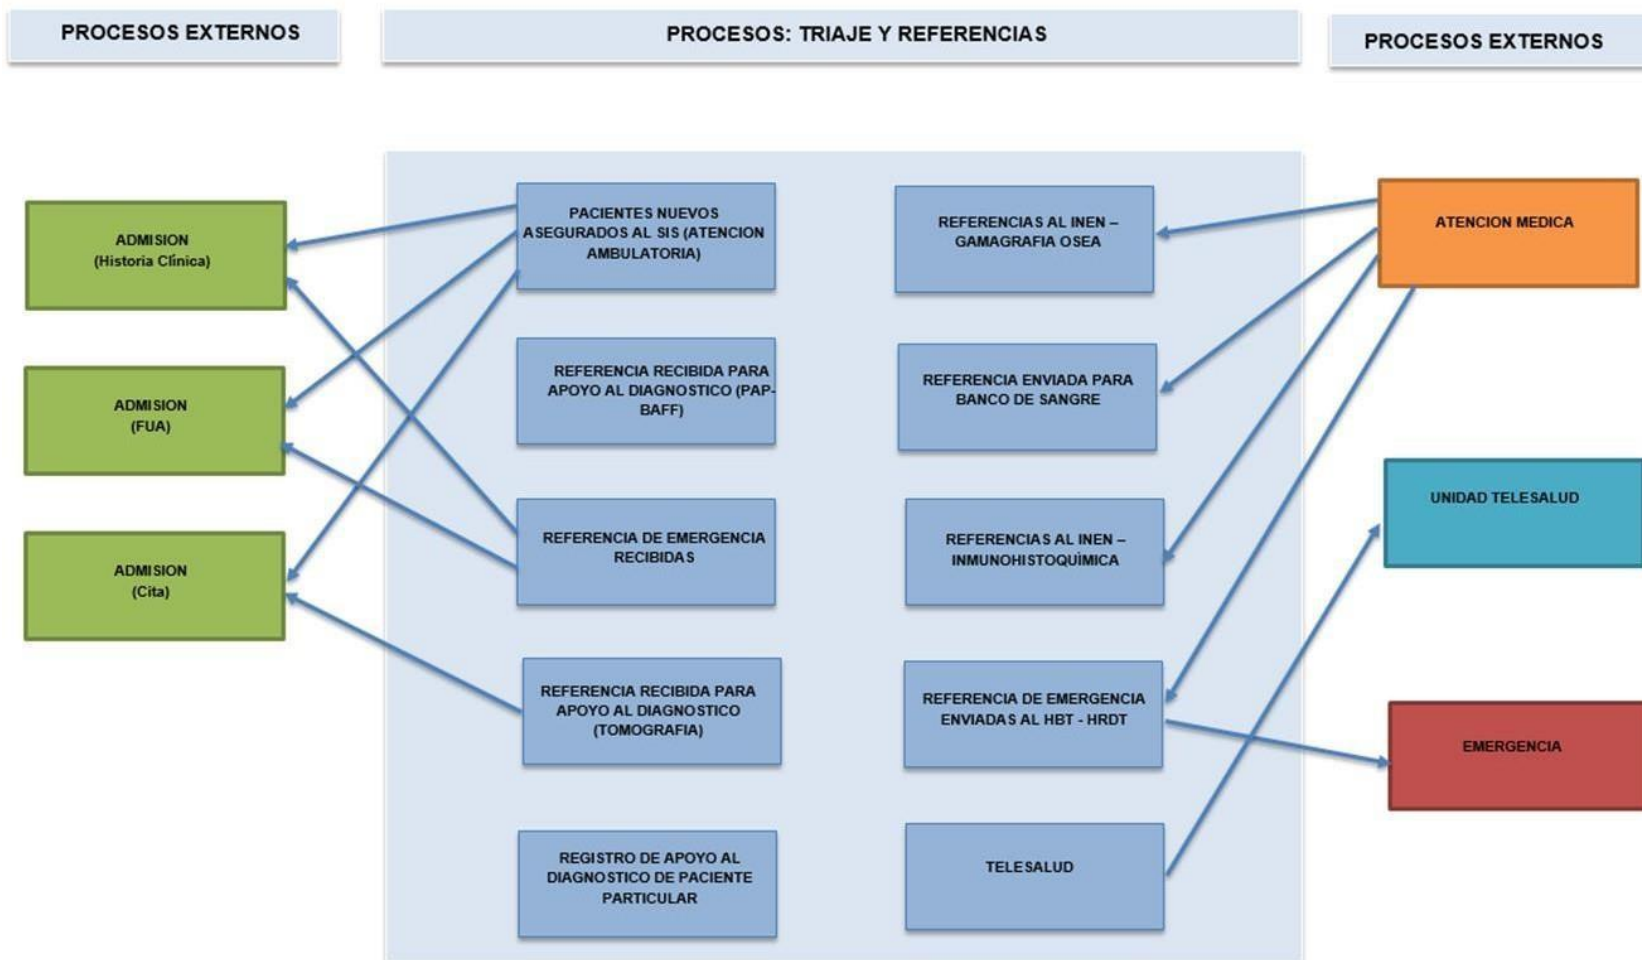 PROCESOS EXTERNOS
PROCESOS: TRIAJE Y REFERENCIAS
PROCESOS EXTERNOS
ADMISION
(Historia Clínica)
ADMISION
(FUA)
ADMISION
(Cita)
PACIENTES NUEVOS
ASEGURADOS AL SIS (ATENCION
AMBULATORIA)
REFERENCIA RECIBIDA PARA
APOYO AL DIAGNOSTICO (PAP-
BAFF)
REFERENCIA DE EMERGENCIA
RECIBIDAS
REFERENCIA RECIBIDA PARA
APOYO AL DIAGNOSTICO
(TOMOGRAFIA)
REGISTRO DE APOYO AL
DIAGNOSTICO DE PACIENTE
PARTICULAR
REFERENCIAS AL INEN –
GAMAGRAFIA OSEA
REFERENCIA ENVIADA PARA
BANCO DE SANGRE
REFERENCIAS AL INEN –
INMUNOHISTOQUÌMICA
REFERENCIA DE EMERGENCIA
ENVIADAS AL HBT - HRDT
TELESALUD
ATENCION MEDICA
UNIDAD TELESALUD
EMERGENCIA